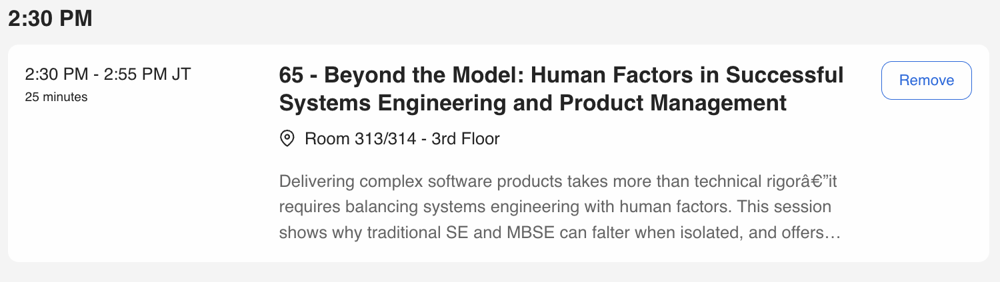 2:30 PM
2:30 PM - 2:55 PM JT
25 minutes
65 - Beyond the Model: Human Factors in Successful
Systems Engineering and Product Management
Remove
Room 313/314 - 3rd Floor
Delivering complex software products takes more than technical rigorâ€”it
requires balancing systems engineering with human factors. This session
shows why traditional SE and MBSE can falter when isolated, and offers…